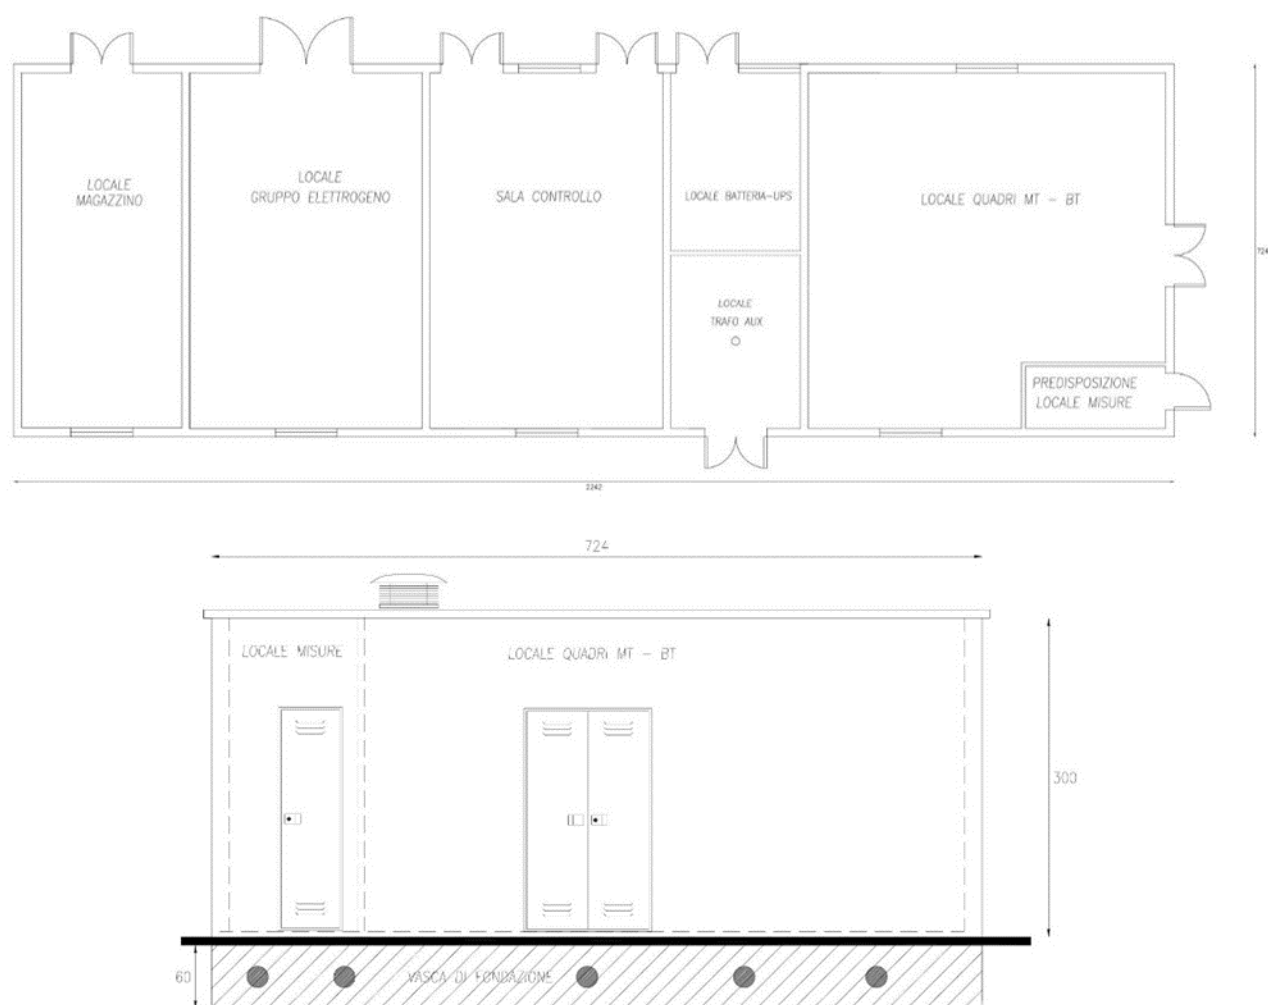 LOCALE
MAGAZZINO
LOCALE
GRUPPO ELETTROGENO
SALA CONTROLLO
LOCALE BATTERIA-UPS
LOCALE QUADRI MT - BT
LOCALE
TRAFO AUX
PREDISPOSIZIONE
LOCALE MISURE
724
2242
724
LOCALE MISURE
LOCALE QUADRI MT - BT
300
60
VASCA DI FONDAZIONE